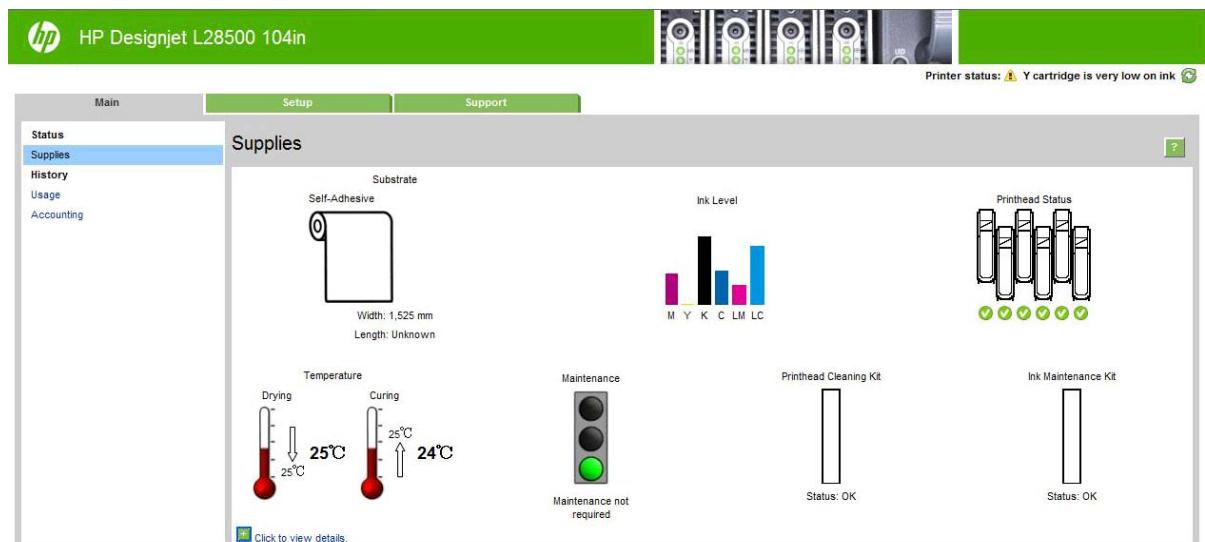 hp HP Designjet L28500 104in
UID
Printer status: Y cartridge is very low on ink
Main Setup Support
Status
Supplies
History
Usage
Accounting
Supplies
?
Substrate
Self-Adhesive
Width: 1,525 mm
Length: Unknown
Ink Level
M Y K C LM LC
Printhead Status
Temperature
Drying
25°C
25°C
Curing
25°C
24°C
Maintenance
Maintenance not
required
Printhead Cleaning Kit
Status: OK
Ink Maintenance Kit
Status: OK
Click to view details.